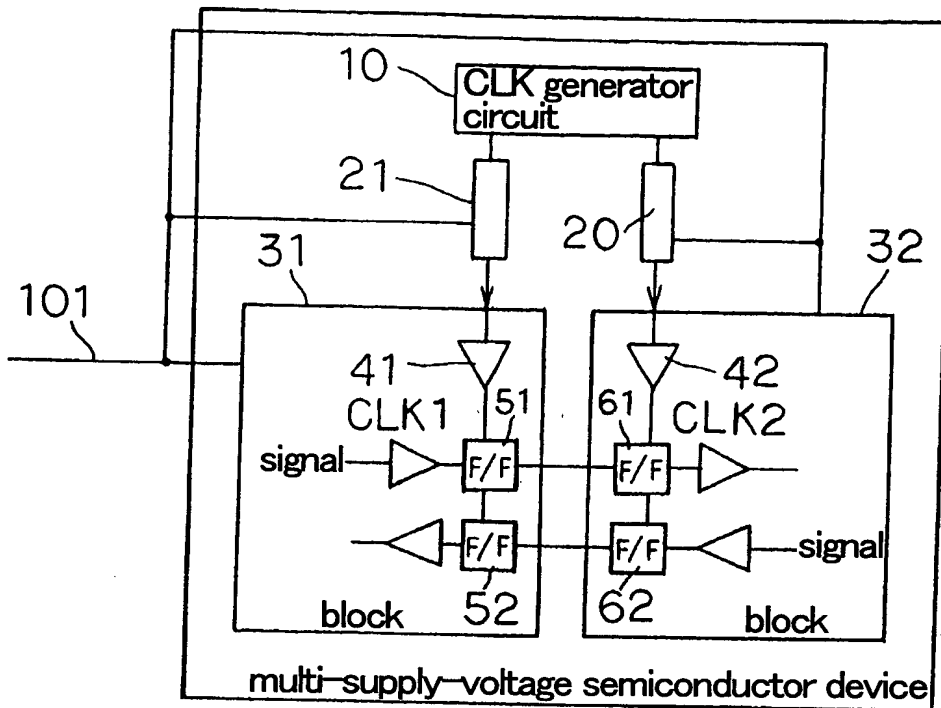 10
CLK generator
circuit
21
20
31
32
101
41
42
CLK1
51
61
CLK2
signal
F/F
F/F
F/F
F/F
signal
52
62
block
block
multi-supply-voltage semiconductor device